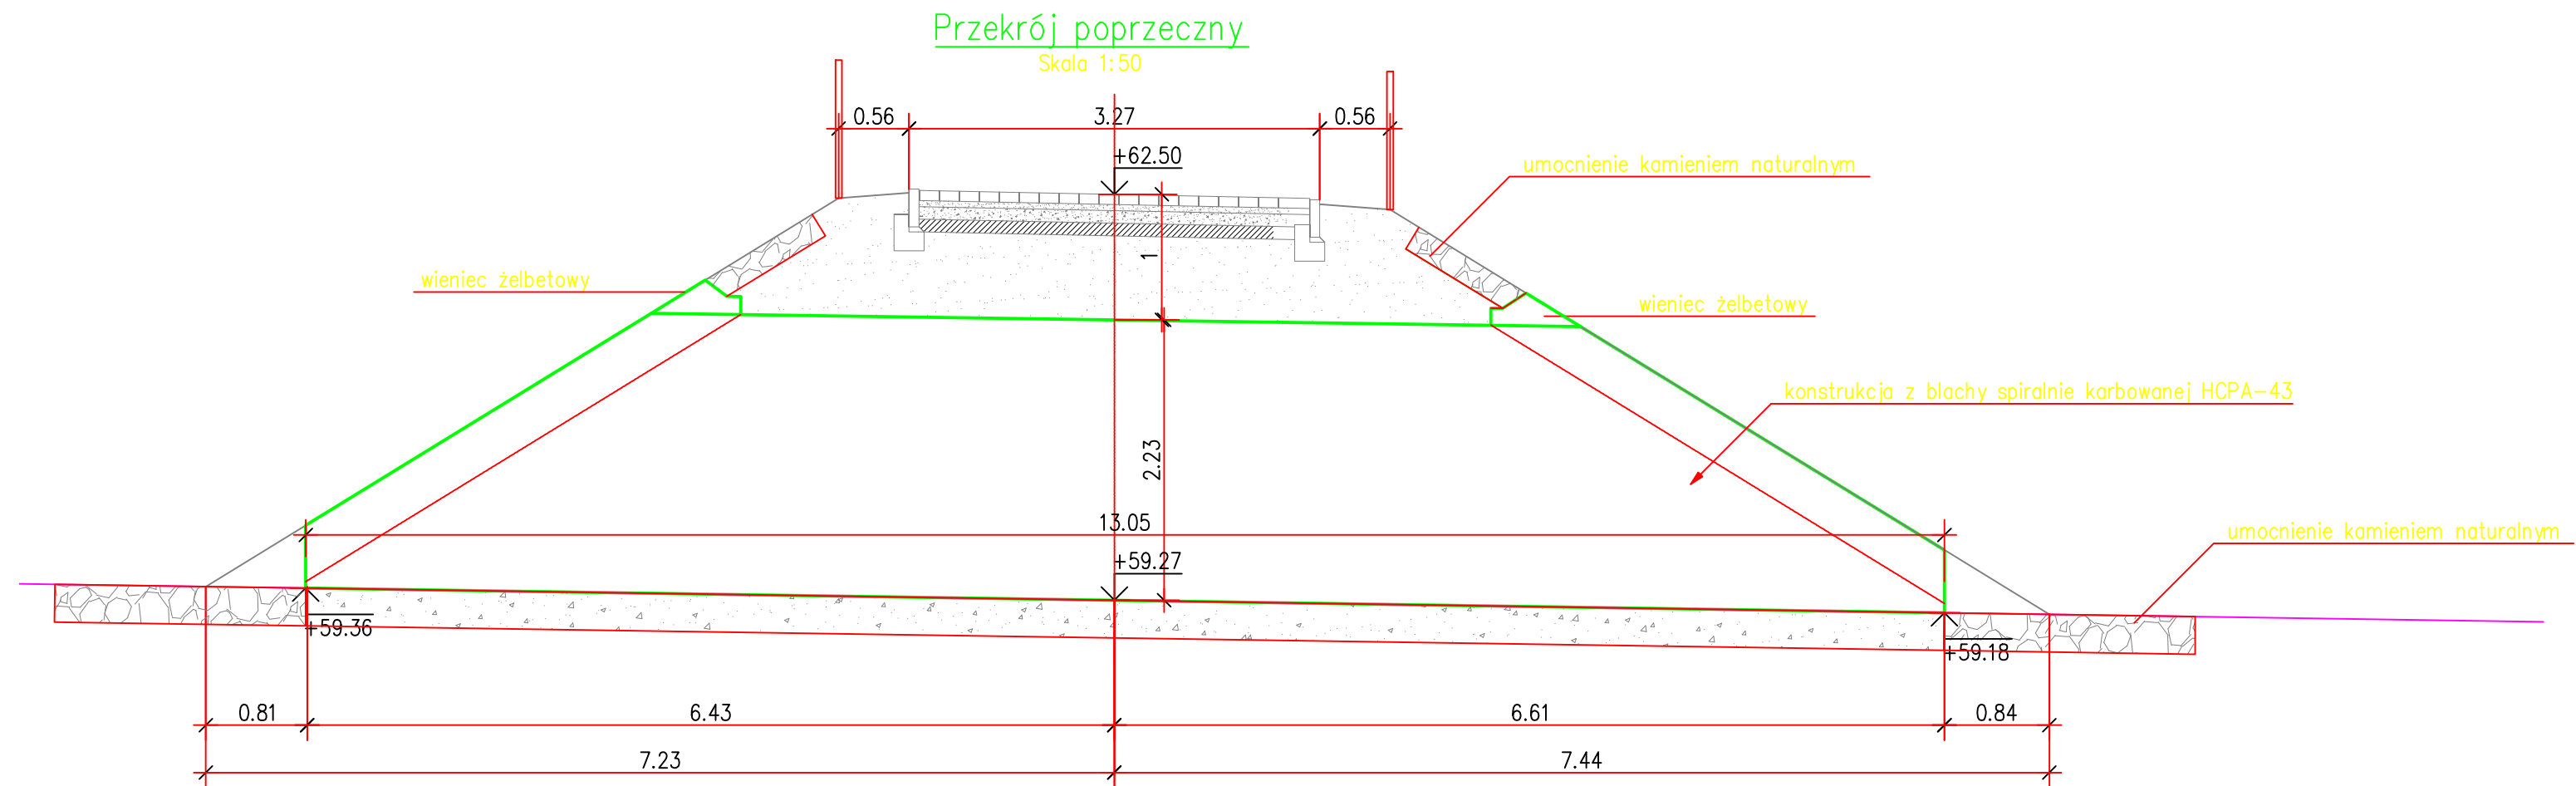 Przekrój poprzeczny
Skala 1:50
0.56
3.27
0.56
+62.50
umocnienie kamieniem naturalnym
1
wieniec żelbetowy
wieniec żelbetowy
konstrukcja z blachy spiralnie karbowanej HCPA-43
2.23
13.05
umocnienie kamieniem naturalnym
+59.27
+59.36
+59.18
0.81
6.43
6.61
0.84
7.23
7.44